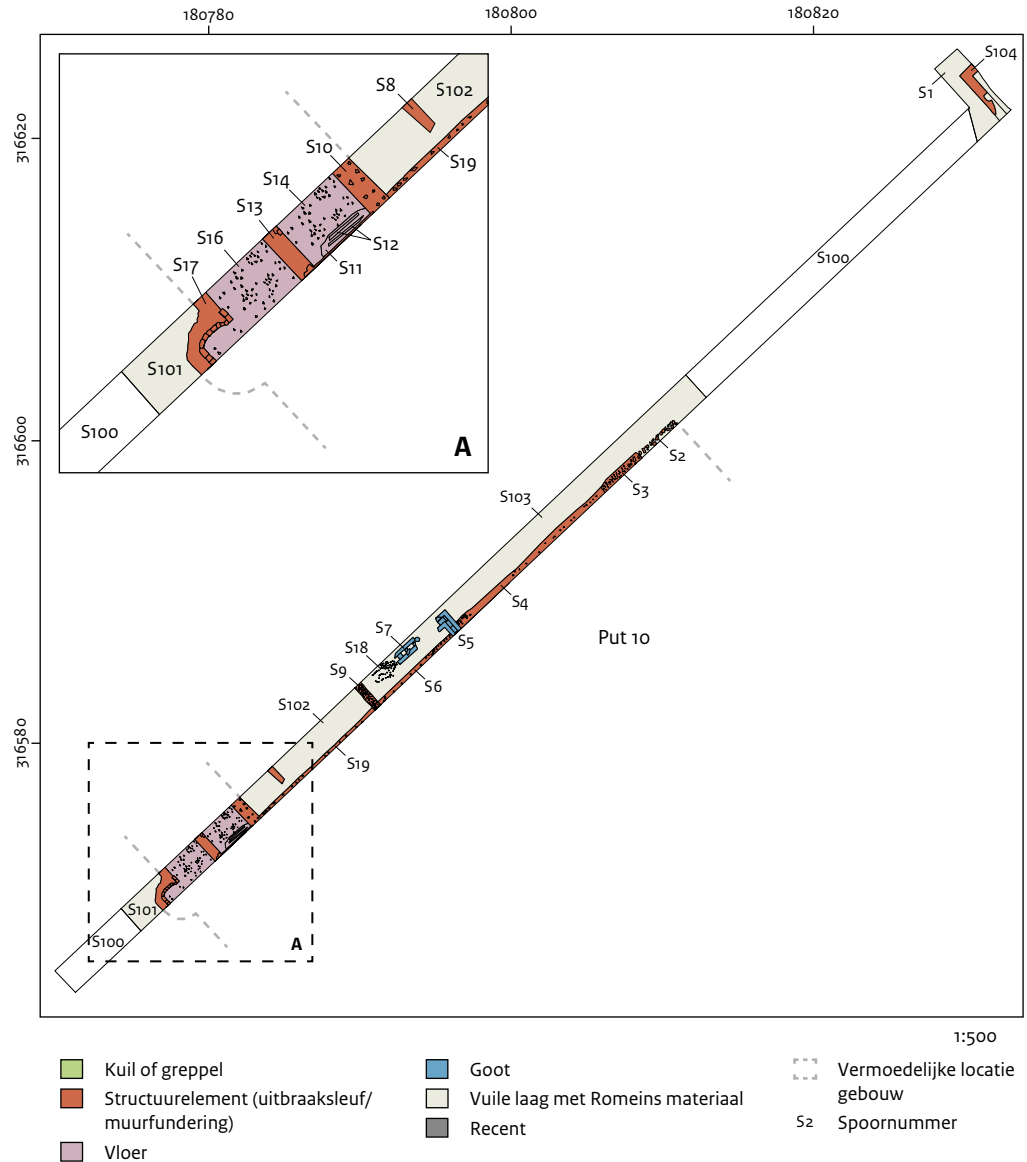 180780
180800
180820
316620
316600
316580
S8
S102
S10
S19
S14
S13
S12
S16
S11
S17
S101
S100
A
S104
S1
S100
S2
S3
S103
S4
S7
S5
S18
S9
S6
S102
S19
S101
S100
A
Put 10
1:500
Kuil of greppel
Structuurelement (uitbraaksleuf/
muurfundering)
Vloer
Goot
Vuile laag met Romeins materiaal
Recent
Vermoedelijke locatie
gebouw
S2 Spoornummer